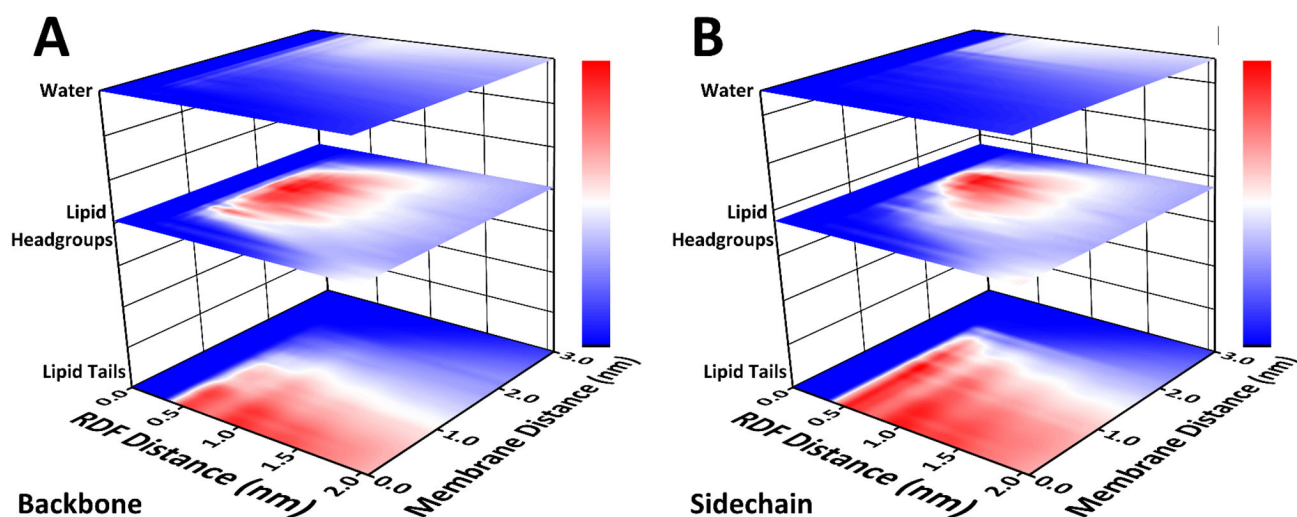 A
Water
Lipid
Headgroups
Lipid Tails
0.0
0.5
1.0
1.5
2.0
RDF Distance (nm)
0.0
1.0
2.0
3.0
Membrane Distance (nm)
Backbone
B
Water
Lipid
Headgroups
Lipid Tails
0.0
0.5
1.0
1.5
2.0
RDF Distance (nm)
0.0
1.0
2.0
3.0
Membrane Distance (nm)
Sidechain